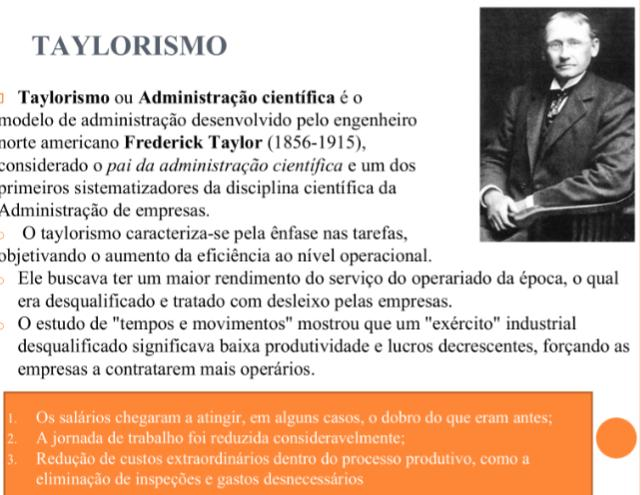 TAYLORISMO
Taylorismo ou Administração científica é o
modelo de administração desenvolvido pelo engenheiro
norte americano Frederick Taylor (1856-1915),
considerado o pai da administração científica e um dos
primeiros sistematizadores da disciplina científica da
Administração de empresas.
O taylorismo caracteriza-se pela ênfase nas tarefas,
objetivando o aumento da eficiência ao nível operacional.
Ele buscava ter um maior rendimento do serviço do operariado da época, o qual
era desqualificado e tratado com desleixo pelas empresas.
O estudo de "tempos e movimentos" mostrou que um "exército" industrial
desqualificado significava baixa produtividade e lucros decrescentes, forçando as
empresas a contratarem mais operários.
1. Os salários chegaram a atingir, em alguns casos, o dobro do que eram antes;
2. A jornada de trabalho foi reduzida consideravelmente;
3. Redução de custos extraordinários dentro do processo produtivo, como a
eliminação de inspeções e gastos desnecessários